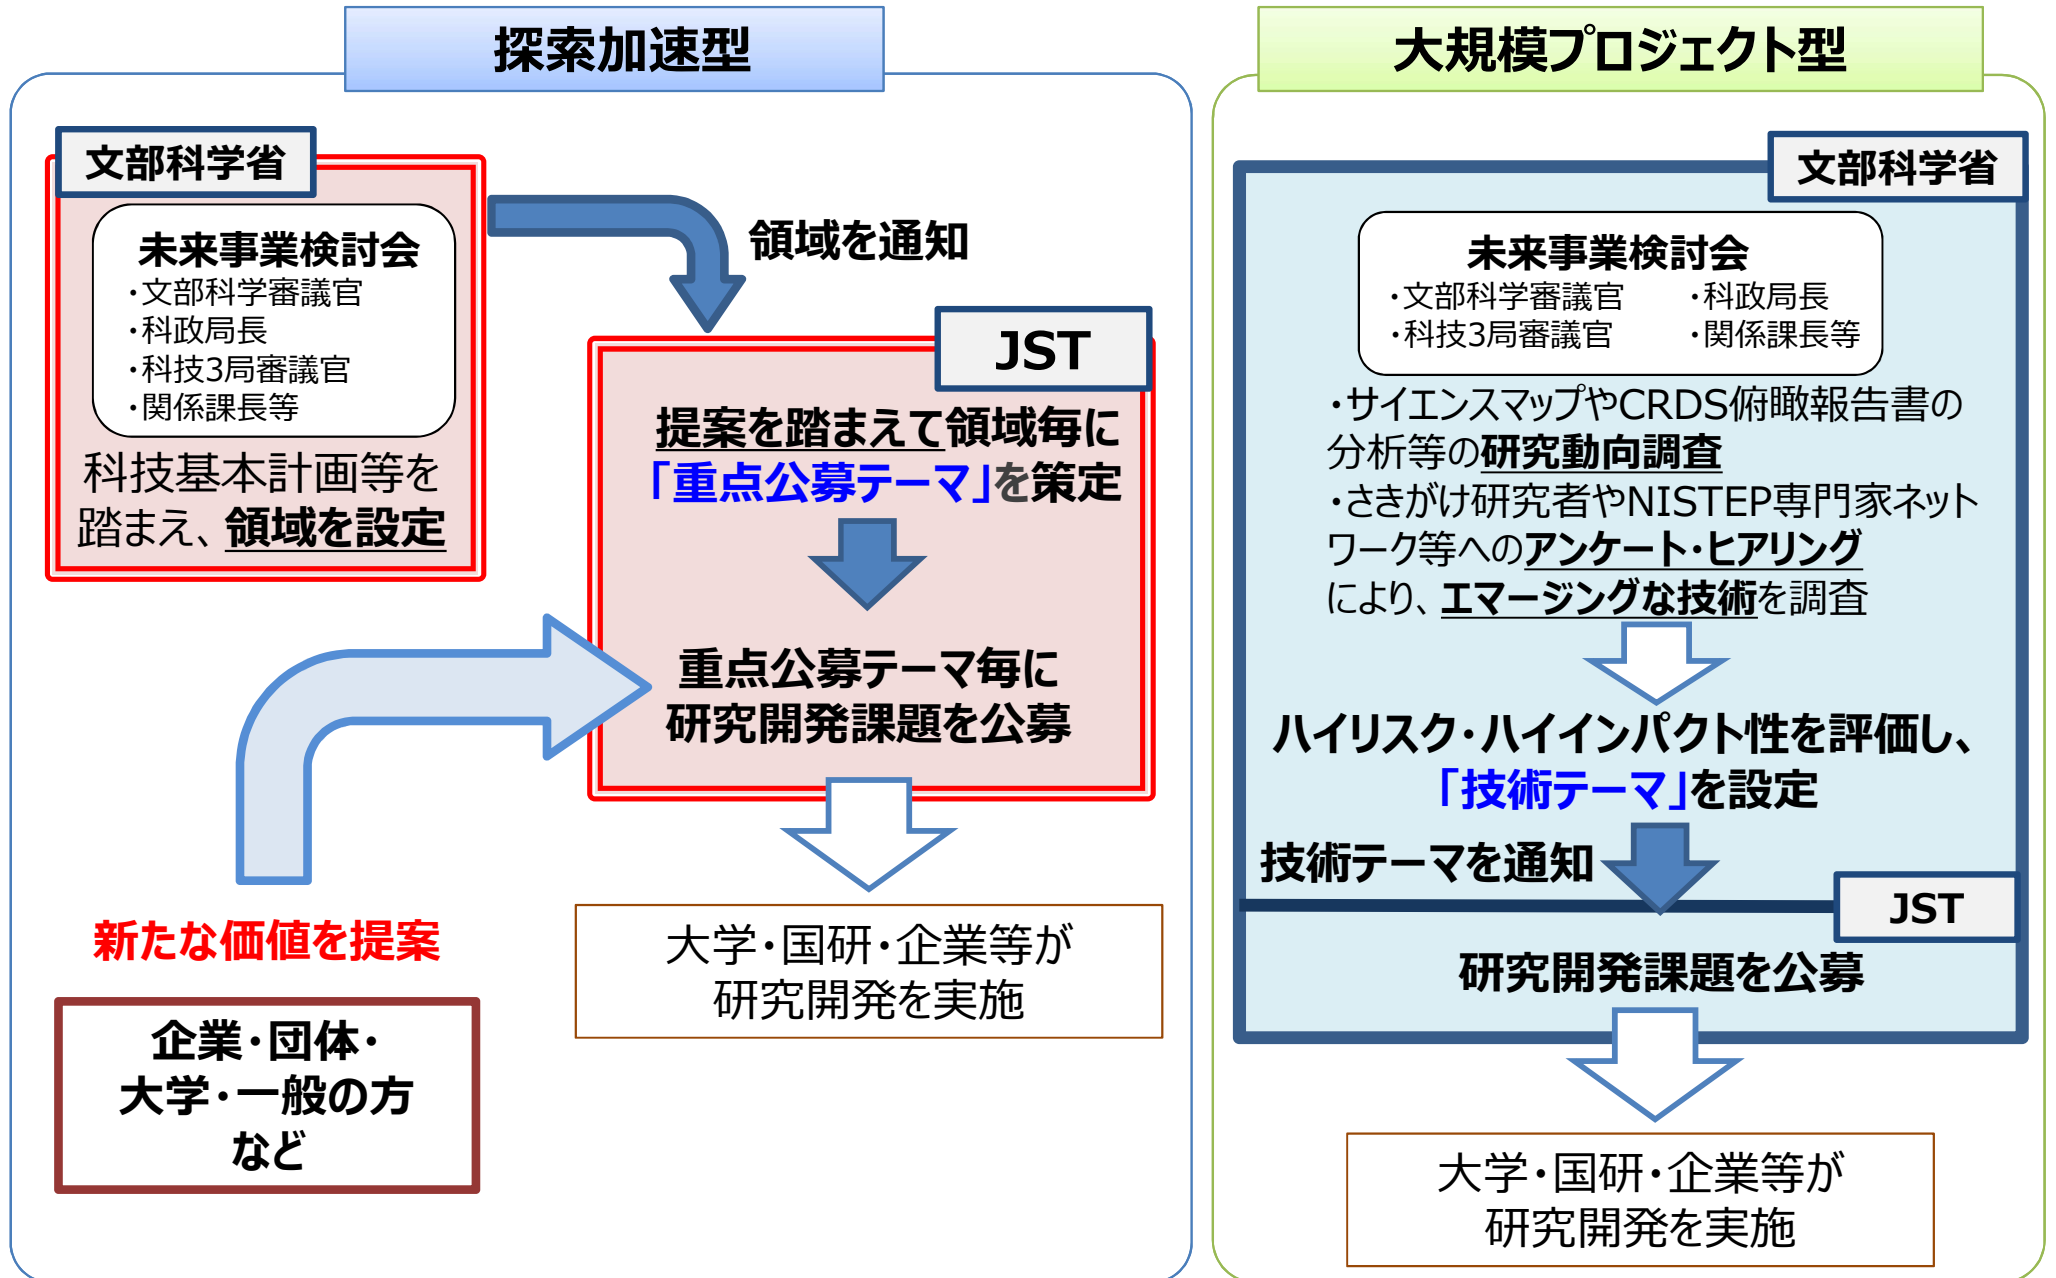 探索加速型
文部科学省
未来事業検討会
・文部科学審議官
・科政局長
・科技3局審議官
・関係課長等
科技基本計画等を
踏まえ、領域を設定
領域を通知
JST
提案を踏まえて領域毎に
「重点公募テーマ」を策定
重点公募テーマ毎に
研究開発課題を公募
新たな価値を提案
企業・団体・
大学・一般の方
など
大学・国研・企業等が
研究開発を実施
大規模プロジェクト型
文部科学省
未来事業検討会
・文部科学審議官 ・科政局長
・科技3局審議官 ・関係課長等
・サイエンスマップやCRDS俯瞰報告書の
分析等の研究動向調査
・さきがけ研究者やNISTEP専門家ネット
ワーク等へのアンケート・ヒアリング
により、エマージングな技術を調査
ハイリスク・ハイインパクト性を評価し、
「技術テーマ」を設定
技術テーマを通知
JST
研究開発課題を公募
大学・国研・企業等が
研究開発を実施